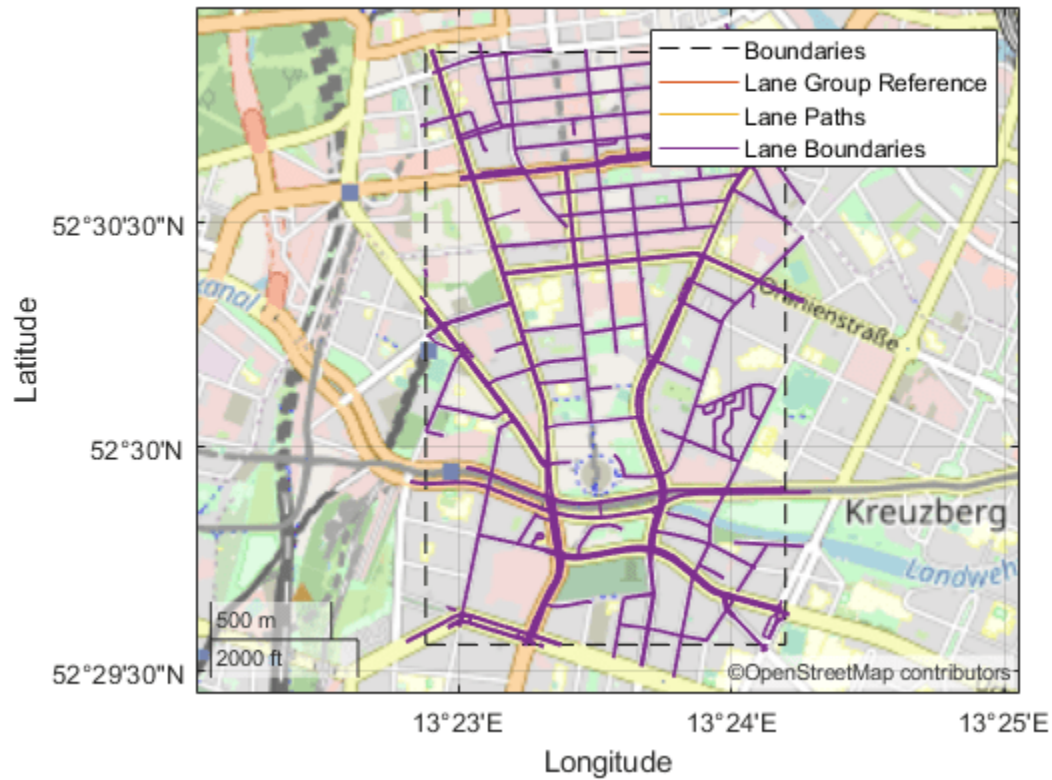 Boundaries
Lane Group Reference
Lane Paths
Lane Boundaries
52°30'30"N
52°30'N
52°29'30"N
Latitude
Oranienstraße
Kreuzberg
Landweh
500 m
2000 ft
©OpenStreetMap contributors
13°23'E
13°24'E
13°25'E
Longitude